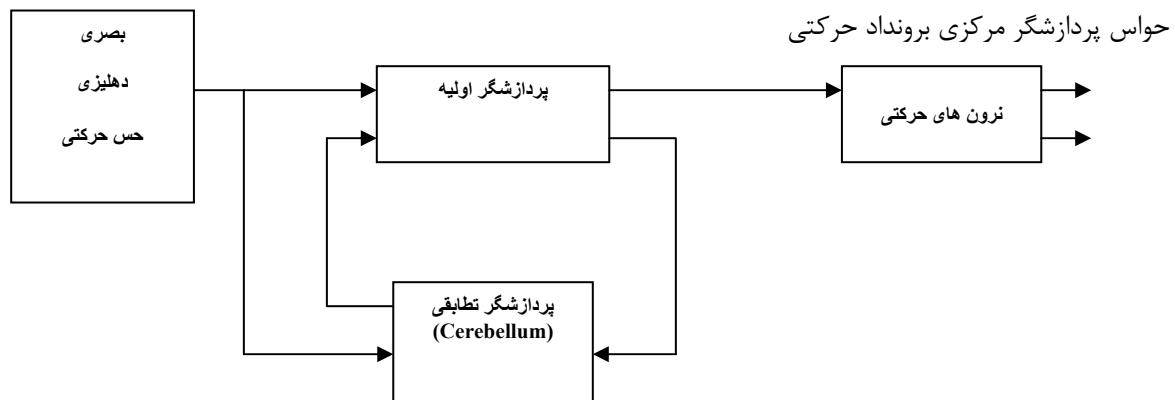 حواس پردازشگر مرکزی برونداد حرکتی
بصری
دهلیزی
حس حرکتی
پردازشگر اولیه
نرون های حرکتی
پردازشگر تطابقی
(Cerebellum)